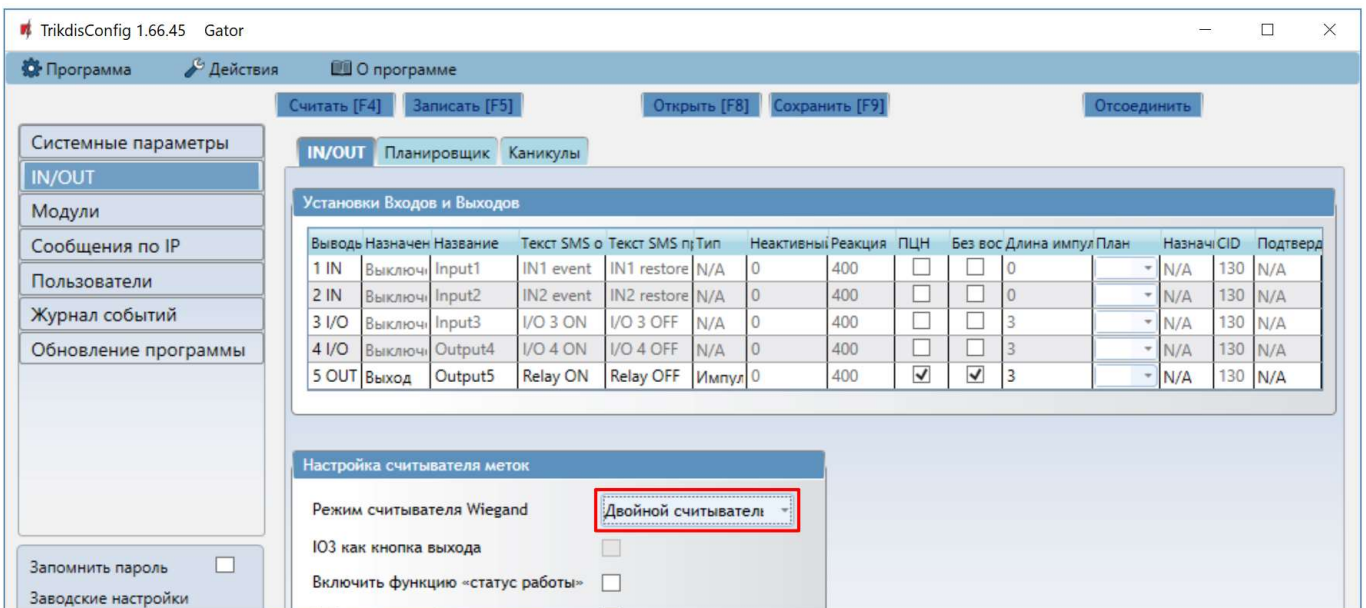 TrikdisConfig 1.66.45 Gator
Программа Действия О программе
Считать [F4] Записать [F5] Открыть [F8] Сохранить [F9] Отсоединить
Системные параметры
IN/OUT
Модули
Сообщения по IP
Пользователи
Журнал событий
Обновление программы
Запомнить пароль
Заводские настройки
IN/OUT Планировщик Каникулы
Установки Входов и Выходов
Выводь Назначен Название Текст SMS о Текст SMS п Тип Неактивный Реакция ПЦН Без вос Длина импул План Назначі CID Подтверд
1 IN Выключ Input1 IN1 event IN1 restore N/A 0 400 0 N/A 130 N/A
2 IN Выключ Input2 IN2 event IN2 restore N/A 0 400 0 N/A 130 N/A
3 I/O Выключ Input3 I/O 3 ON I/O 3 OFF N/A 0 400 3 N/A 130 N/A
4 I/O Выключ Output4 I/O 4 ON I/O 4 OFF N/A 0 400 3 N/A 130 N/A
5 OUT Выход Output5 Relay ON Relay OFF Импул 0 400 3 N/A 130 N/A
Настройка считывателя меток
Режим считывателя Wiegand Двойной считыватель
IO3 как кнопка выхода
Включить функцию «статус работы»